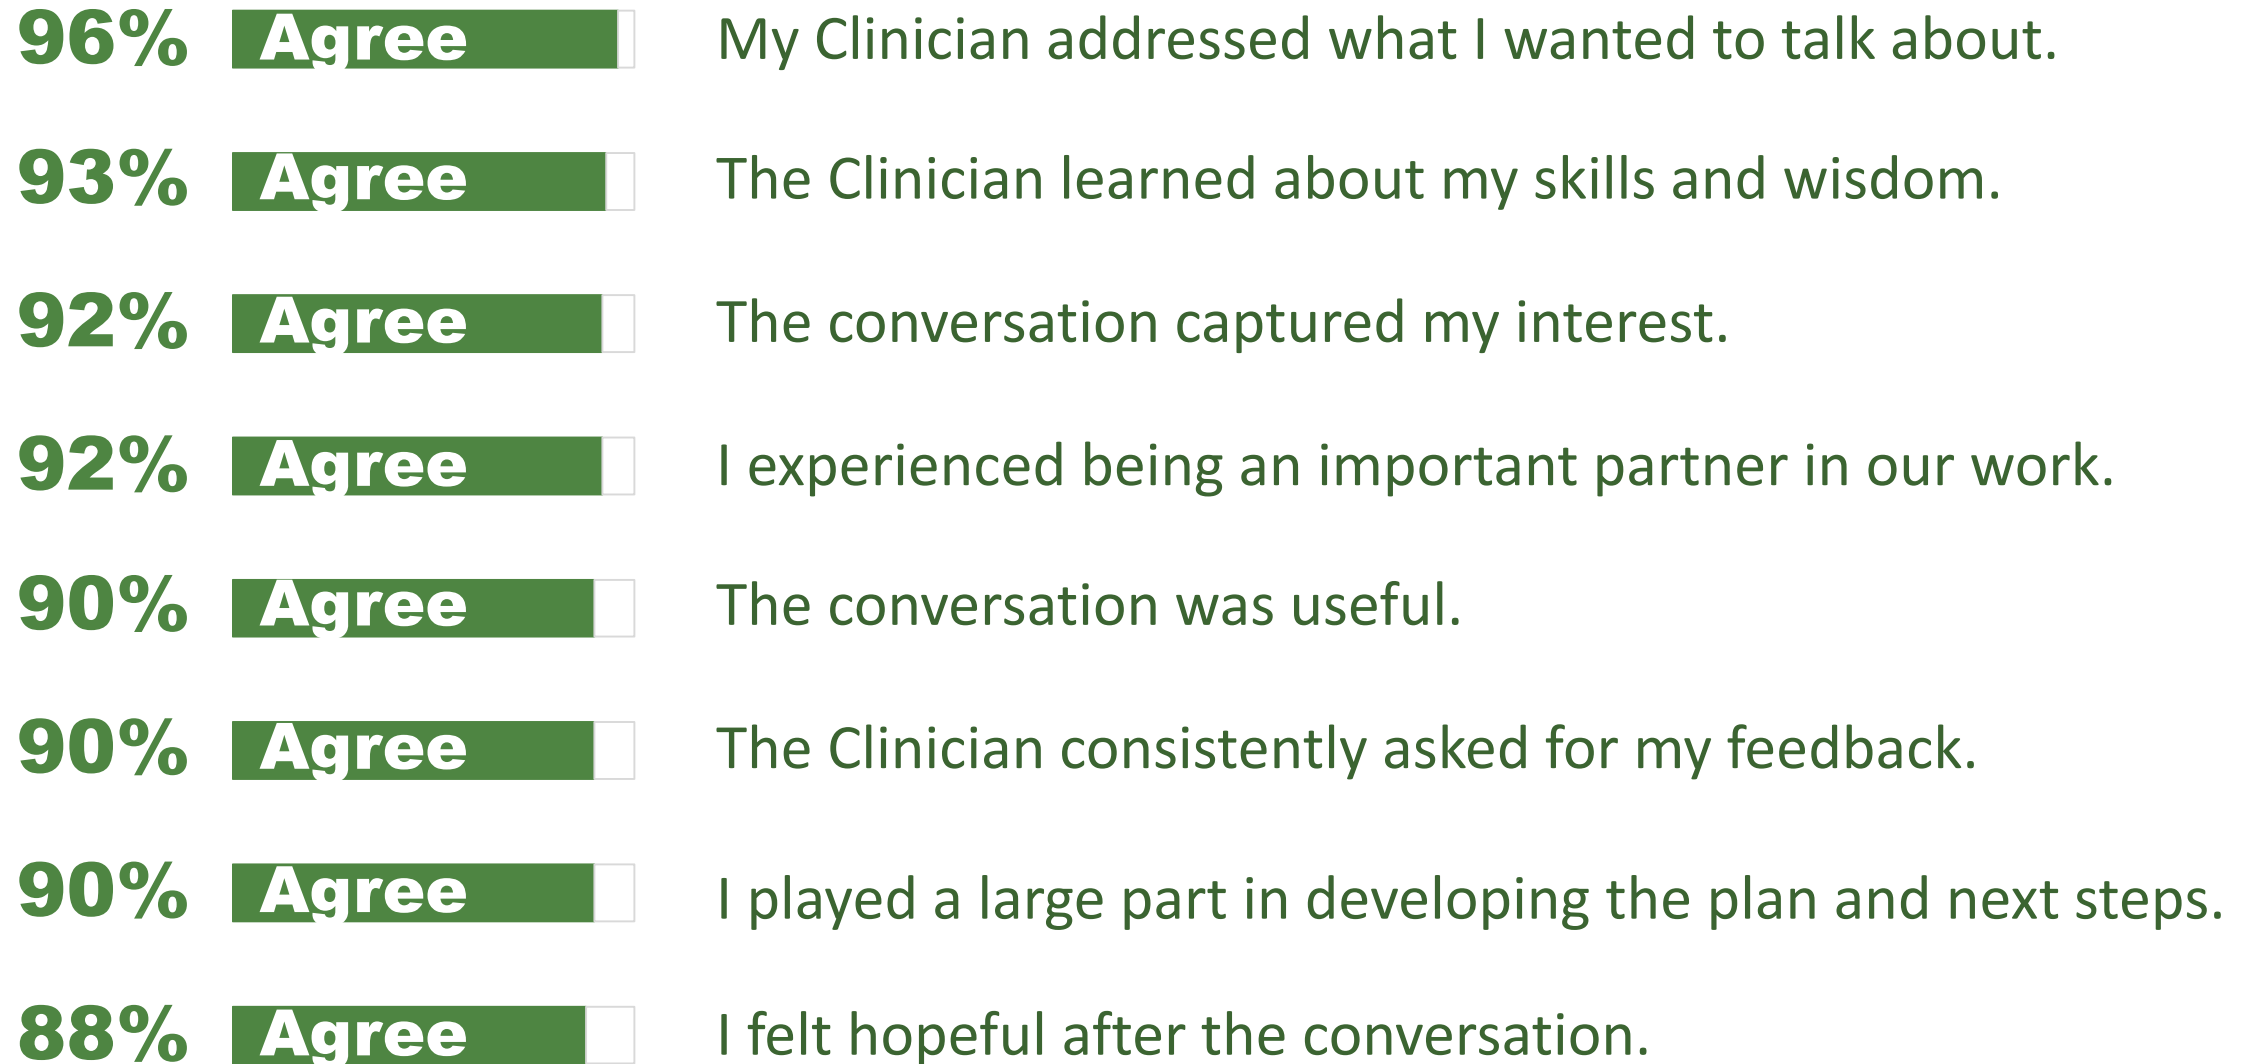 96% Agree My Clinician addressed what I wanted to talk about.
93% Agree The Clinician learned about my skills and wisdom.
92% Agree The conversation captured my interest.
92% Agree I experienced being an important partner in our work.
90% Agree The conversation was useful.
90% Agree The Clinician consistently asked for my feedback.
90% Agree I played a large part in developing the plan and next steps.
88% Agree I felt hopeful after the conversation.